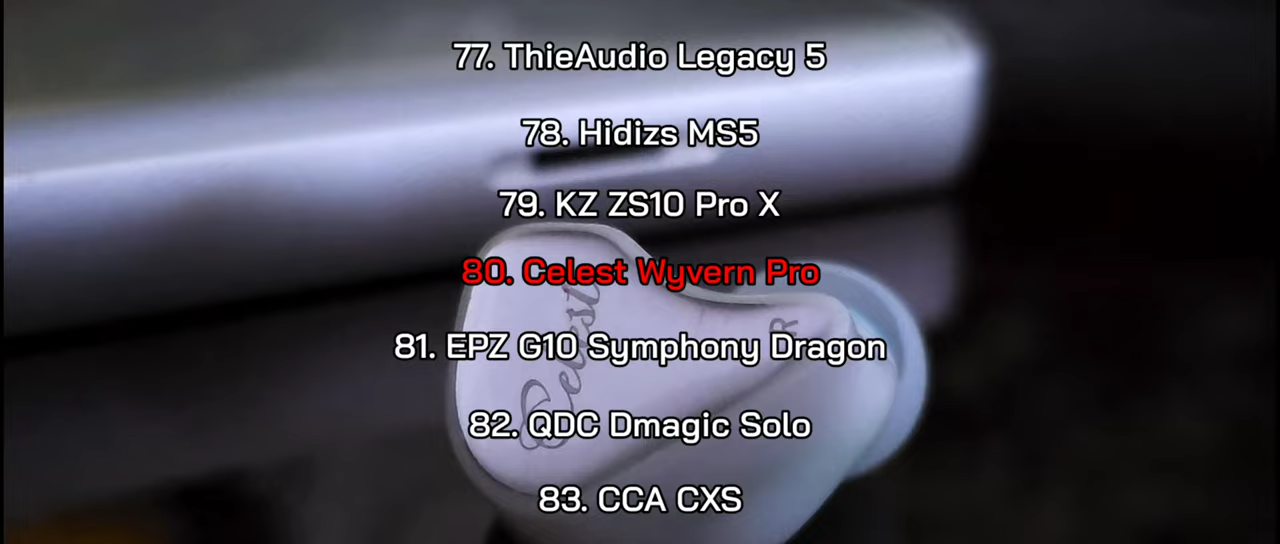 77. ThieAudio Legacy 5
78. Hidizs MS5
79. KZ ZS10 Pro X
80. Celest Wyvern Pro
81. EPZ G10 Symphony Dragon
82. QDC Dmagic Solo
83. CCA CXS
Celest
R